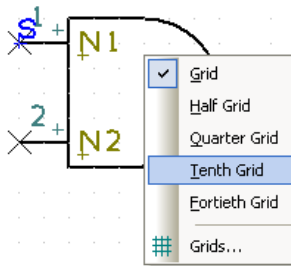 1
S
N1
2
N2
Grid
Half Grid
Quarter Grid
Tenth Grid
Fortieth Grid
Grids...